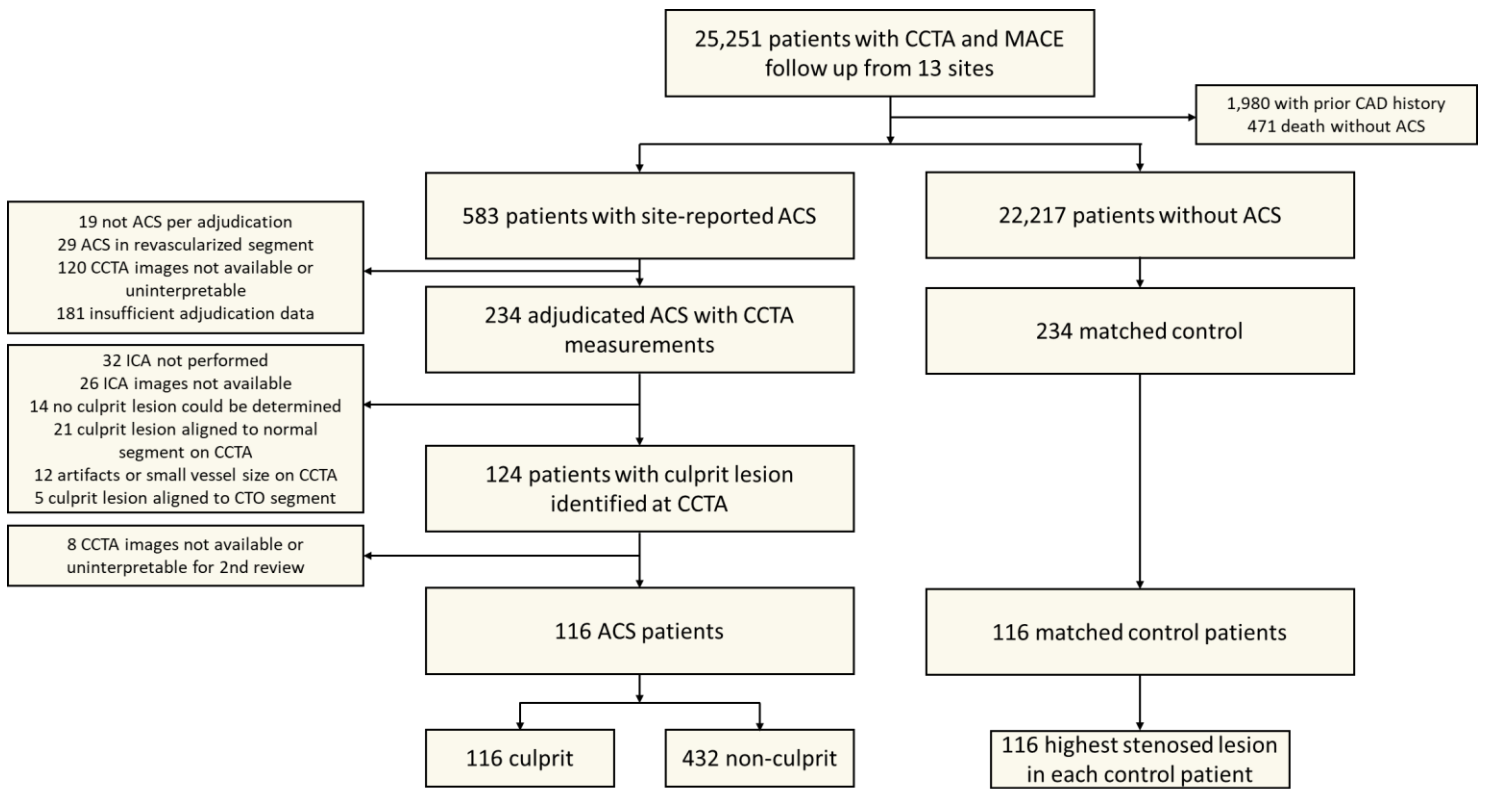 25,251 patients with CCTA and MACE
follow up from 13 sites
1,980 with prior CAD history
471 death without ACS
583 patients with site-reported ACS
22,217 patients without ACS
19 not ACS per adjudication
29 ACS in revascularized segment
120 CCTA images not available or
uninterpretable
181 insufficient adjudication data
234 adjudicated ACS with CCTA
measurements
234 matched control
32 ICA not performed
26 ICA images not available
14 no culprit lesion could be determined
21 culprit lesion aligned to normal
segment on CCTA
12 artifacts or small vessel size on CCTA
5 culprit lesion aligned to CTO segment
124 patients with culprit lesion
identified at CCTA
8 CCTA images not available or
uninterpretable for 2nd review
116 ACS patients
116 matched control patients
116 culprit
432 non-culprit
116 highest stenosed lesion
in each control patient